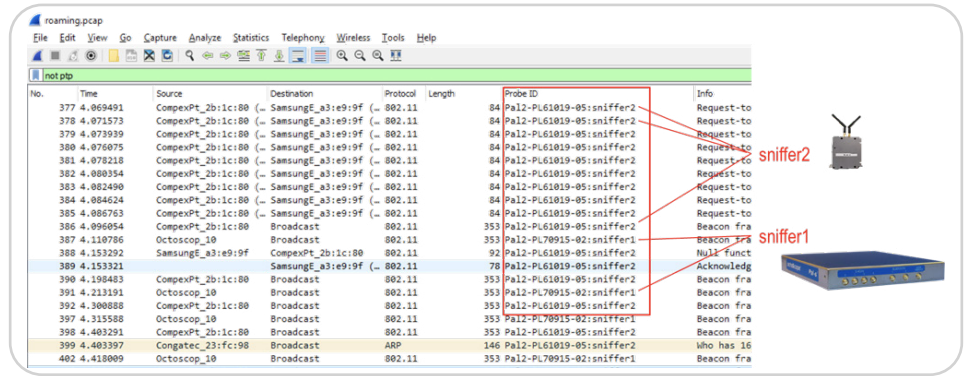 roaming.pcap
File Edit View Go Capture Analyze Statistics Telephony Wireless Tools Help
not ptp
No. Time Source Destination Protocol Length Probe ID Info
377 4.069491 CompexPt_2b:1c:80 (… SamsungE_a3:e9:9f (… 802.11 84 Pal2-PL61019-05:sniffer2 Request-to
378 4.071573 CompexPt_2b:1c:80 (… SamsungE_a3:e9:9f (… 802.11 84 Pal2-PL61019-05:sniffer2 Request-to
379 4.073939 CompexPt_2b:1c:80 (… SamsungE_a3:e9:9f (… 802.11 84 Pal2-PL61019-05:sniffer2 Request-to
380 4.076075 CompexPt_2b:1c:80 (… SamsungE_a3:e9:9f (… 802.11 84 Pal2-PL61019-05:sniffer2 Request-to
381 4.078218 CompexPt_2b:1c:80 (… SamsungE_a3:e9:9f (… 802.11 84 Pal2-PL61019-05:sniffer2 Request-to
382 4.080354 CompexPt_2b:1c:80 (… SamsungE_a3:e9:9f (… 802.11 84 Pal2-PL61019-05:sniffer2 Request-to
383 4.082490 CompexPt_2b:1c:80 (… SamsungE_a3:e9:9f (… 802.11 84 Pal2-PL61019-05:sniffer2 Request-to
384 4.084624 CompexPt_2b:1c:80 (… SamsungE_a3:e9:9f (… 802.11 84 Pal2-PL61019-05:sniffer2 Request-to
385 4.086763 CompexPt_2b:1c:80 (… SamsungE_a3:e9:9f (… 802.11 84 Pal2-PL61019-05:sniffer2 Request-to
386 4.096054 CompexPt_2b:1c:80 Broadcast 802.11 353 Pal2-PL61019-05:sniffer2 Beacon fra
387 4.110786 Octoscop_10 Broadcast 802.11 353 Pal2-PL70915-02:sniffer1 Beacon fra
388 4.153292 SamsungE_a3:e9:9f CompexPt_2b:1c:80 802.11 92 Pal2-PL61019-05:sniffer2 Null funct
389 4.153321 SamsungE_a3:e9:9f (… 802.11 78 Pal2-PL61019-05:sniffer2 Acknowledg
390 4.198483 CompexPt_2b:1c:80 Broadcast 802.11 353 Pal2-PL61019-05:sniffer2 Beacon fra
391 4.213191 Octoscop_10 Broadcast 802.11 353 Pal2-PL70915-02:sniffer1 Beacon fra
392 4.300888 CompexPt_2b:1c:80 Broadcast 802.11 353 Pal2-PL61019-05:sniffer2 Beacon fra
397 4.315588 Octoscop_10 Broadcast 802.11 353 Pal2-PL70915-02:sniffer1 Beacon fra
398 4.403291 CompexPt_2b:1c:80 Broadcast 802.11 353 Pal2-PL61019-05:sniffer2 Beacon fra
399 4.403397 Congatec_23:fc:98 Broadcast ARP 146 Pal2-PL61019-05:sniffer2 Who has 16
402 4.418009 Octoscop_10 Broadcast 802.11 353 Pal2-PL70915-02:sniffer1 Beacon fra
sniffer2
sniffer1